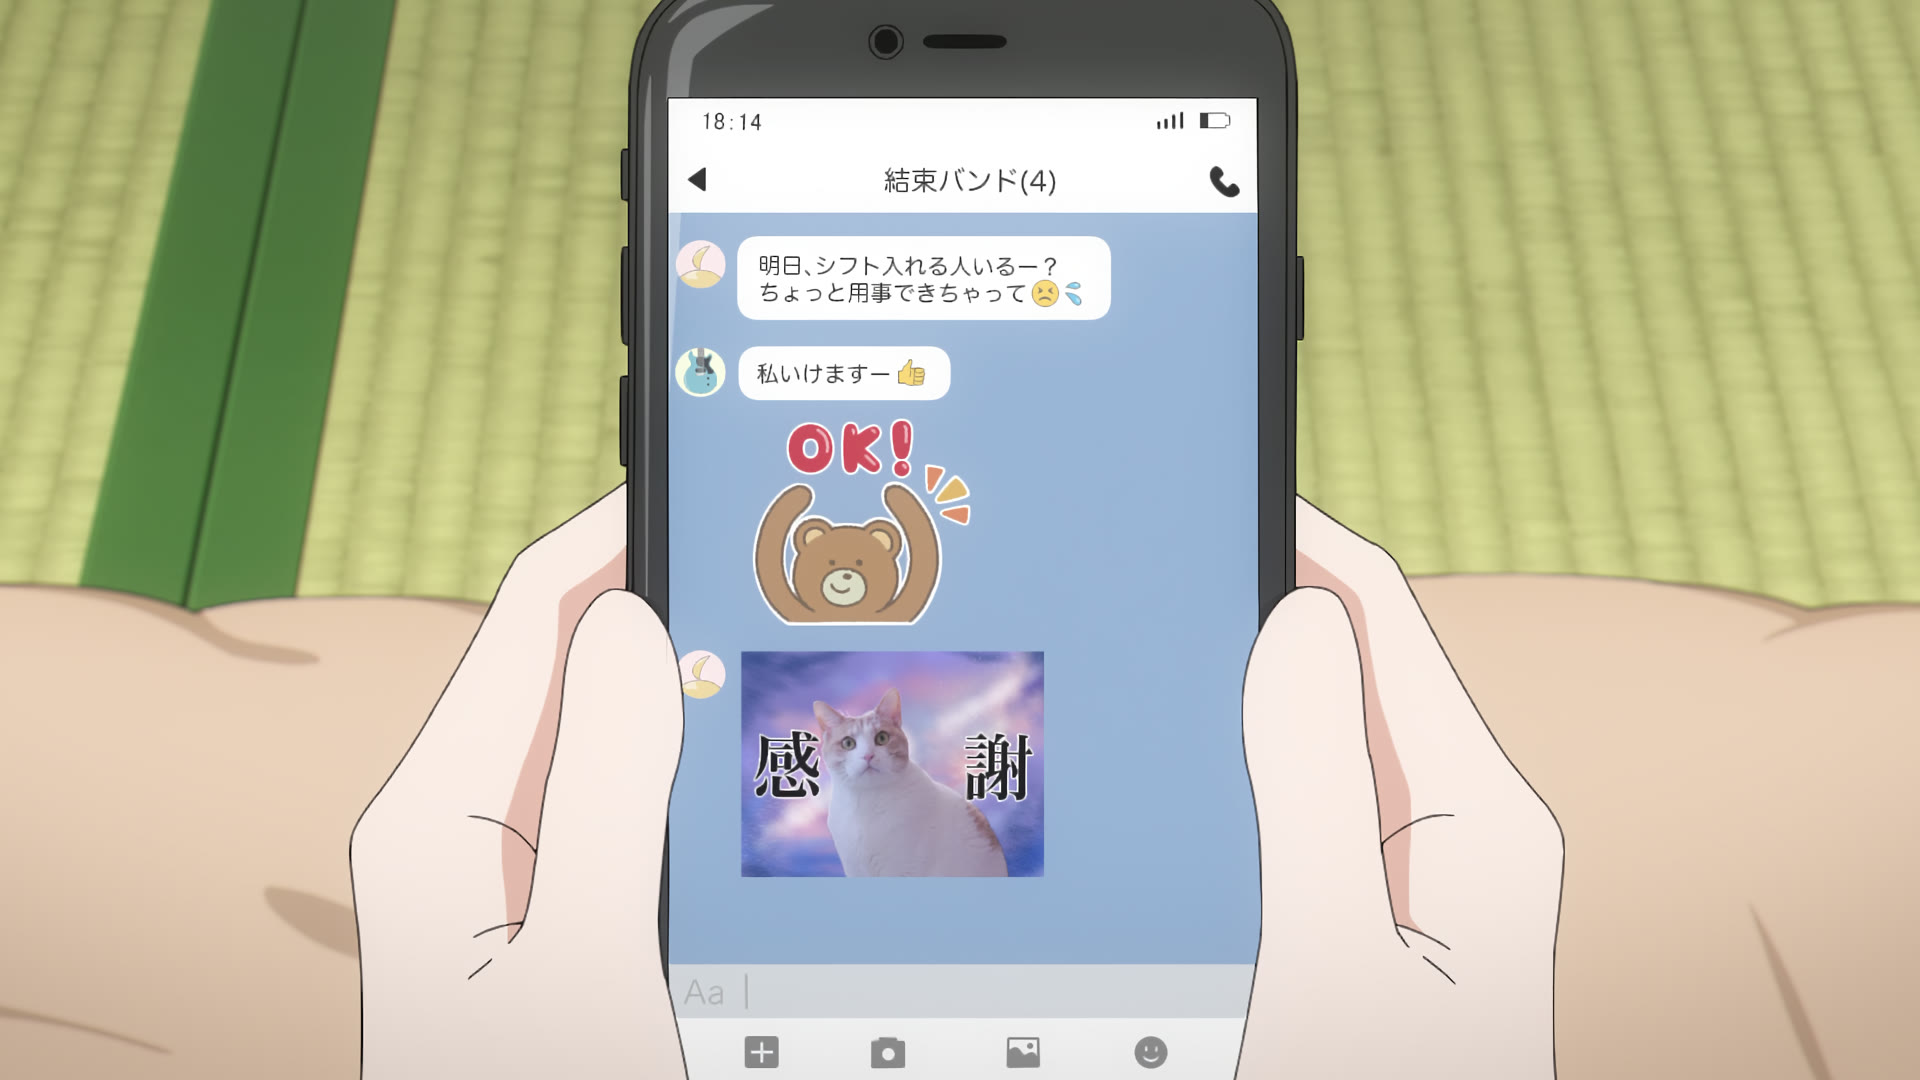 18:14
結束バンド(4)
明日、シフト入れる人いるー?
ちょっと用事できちゃって
私いけますー
OK!
感謝
Aa